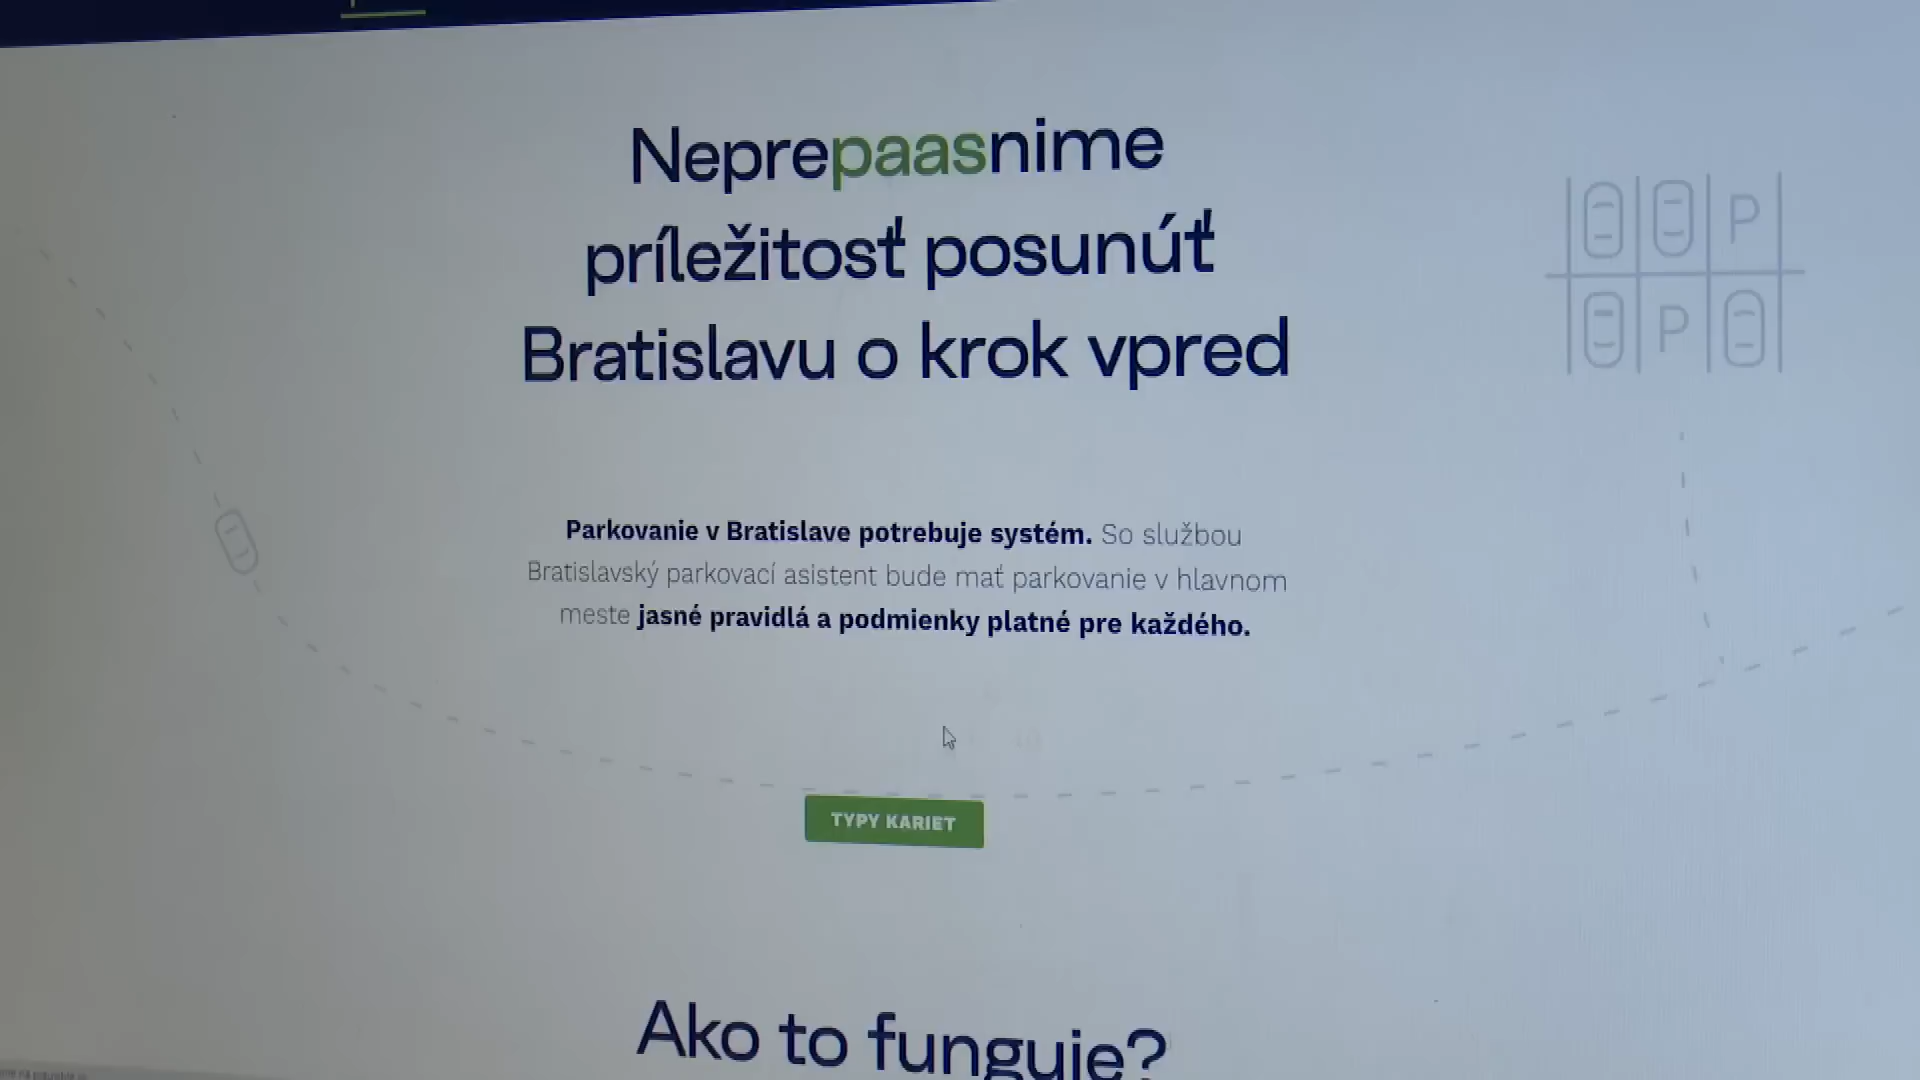 Neprepaasnime
príležitosť posunúť
Bratislavu o krok vpred
P
P
Parkovanie v Bratislave potrebuje systém. So službou
Bratislavský parkovací asistent bude mať parkovanie v hlavnom
meste jasné pravidlá a podmienky platné pre každého.
TYPY KARIET
Ako to funguje?